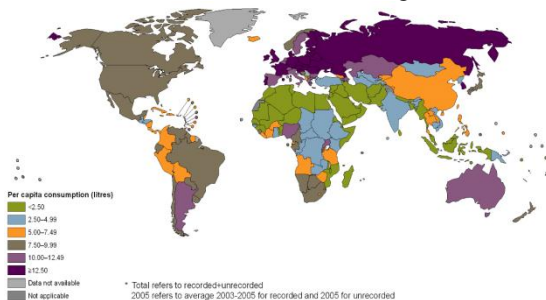 Per capita consumption (litres)
<2.50
2.50–4.99
5.00–7.49
7.50–9.99
10.00–12.49
≥12.50
Data not available
Not applicable
* Total refers to recorded+unrecorded
2005 refers to average 2003-2005 for recorded and 2005 for unrecorded